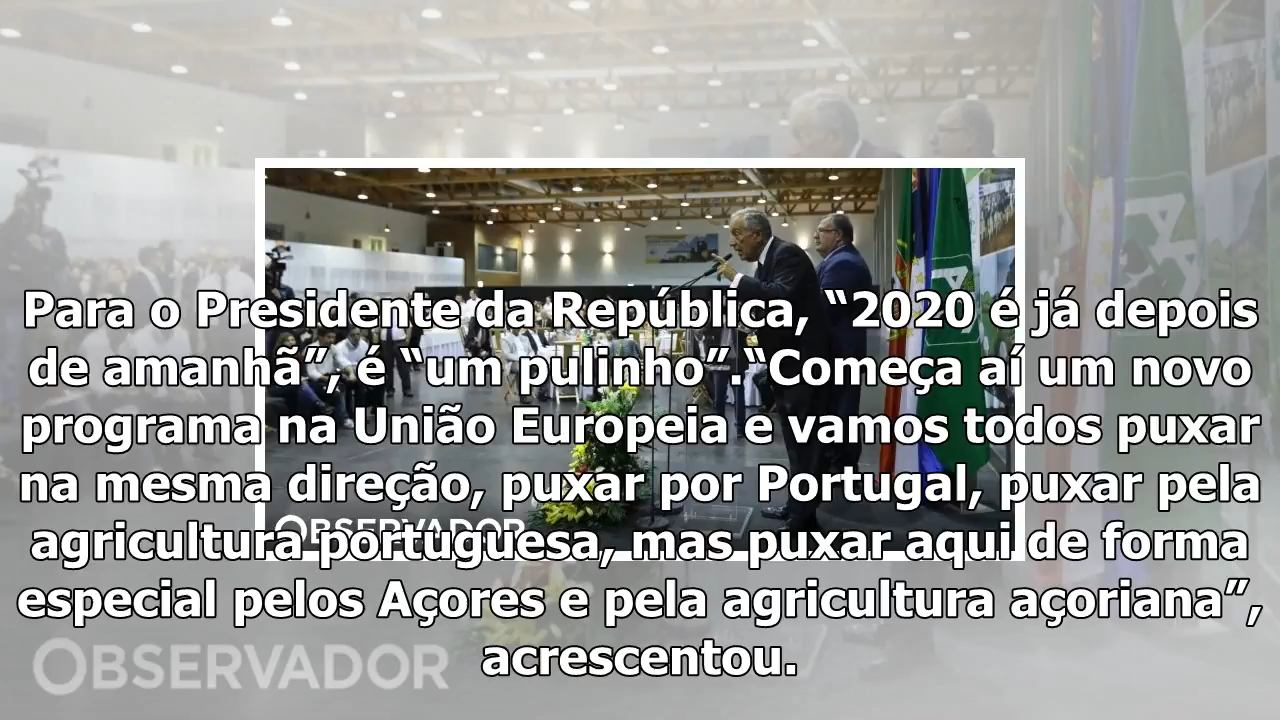 Para o Presidente da República, “2020 é já depois
de amanhã”, é “um pulinho”.“Começa aí um novo
programa na União Europeia e vamos todos puxar
na mesma direção, puxar por Portugal, puxar pela
agricultura portuguesa, mas puxar aqui de forma
especial pelos Açores e pela agricultura açoriana”,
acrescentou.
OBSERVADOR
OBSERVADOR